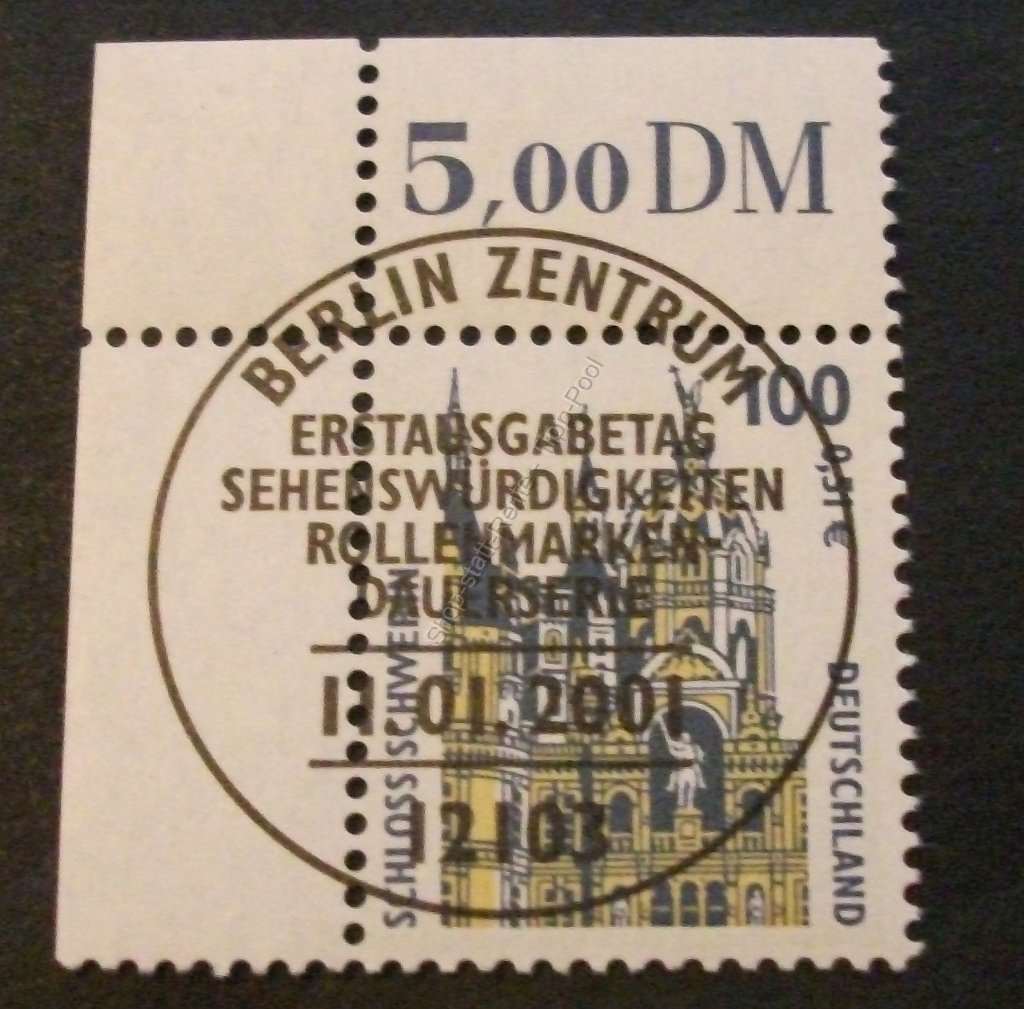 5,00 DM
BERLIN ZENTRUM
100
0,51 €
ERSTAUSGABETAG
SEHENSWÜRDIGKEITEN
ROLLENMARKEN-
DAUERSERIE
11.01.2001
12103
SCHLOSS SCHWERIN
DEUTSCHLAND